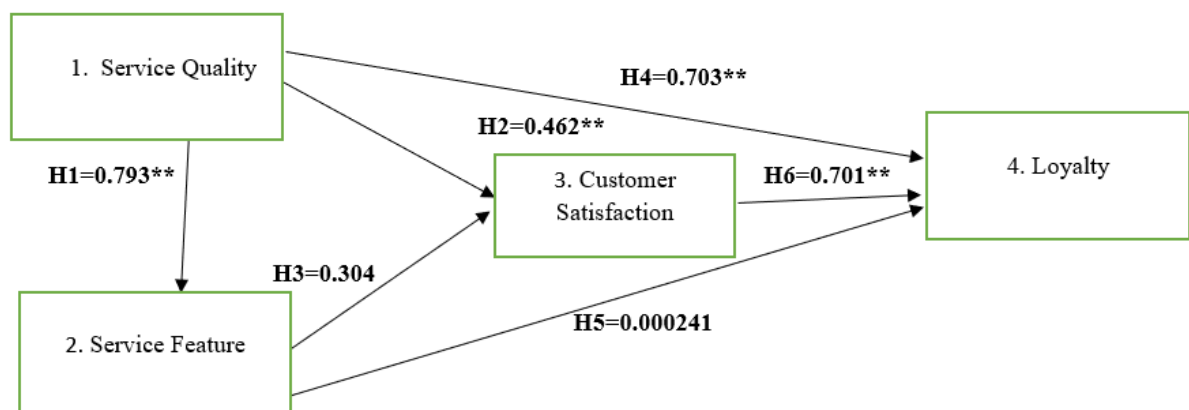 1. Service Quality
H4=0.703**
H2=0.462**
H1=0.793**
3. Customer
Satisfaction
H6=0.701**
4. Loyalty
H3=0.304
H5=0.000241
2. Service Feature